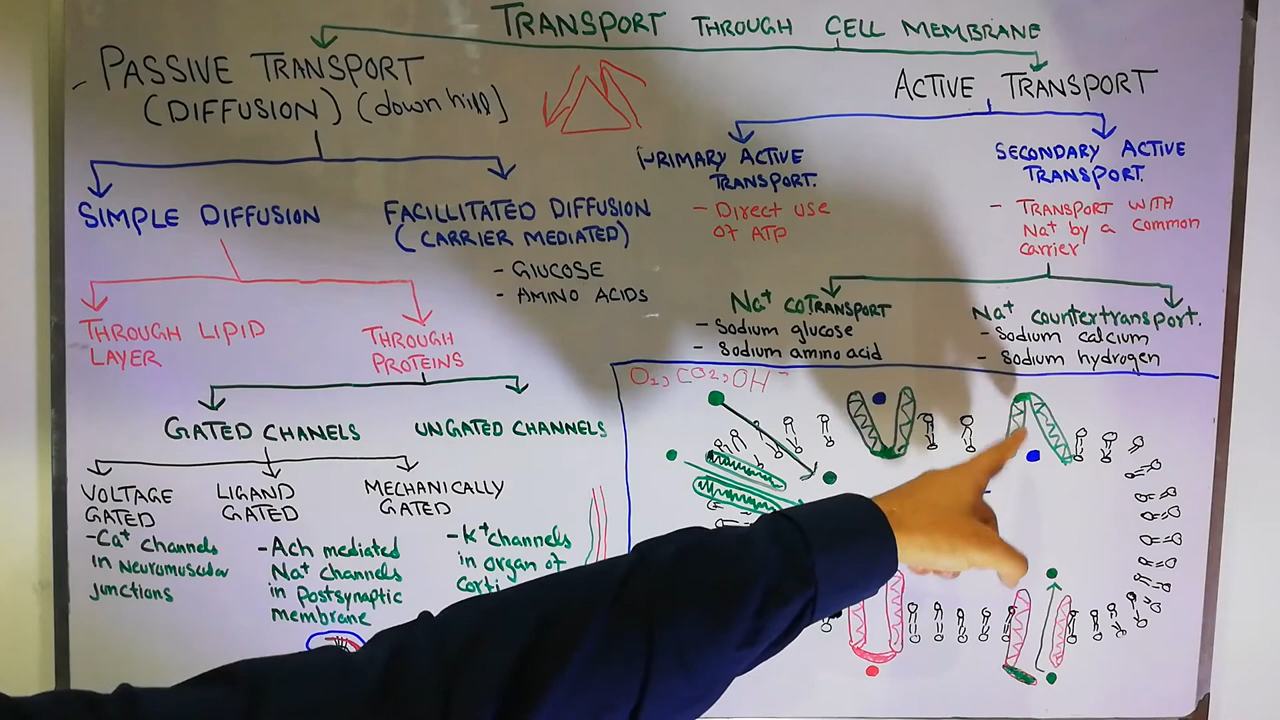 TRANSPORT THROUGH CELL MEMBRANE
- PASSIVE TRANSPORT
(DIFFUSION) (down hill)
ACTIVE TRANSPORT
SIMPLE DIFFUSION
FACILLITATED DIFFUSION
(CARRIER MEDIATED)
- GLUCOSE
- AMINO ACIDS
THROUGH LIPID
LAYER
THROUGH
PROTEINS
GATED CHANELS
UNGATED CHANNELS
VOLTAGE
GATED
- Ca+ channels
in Neuromuscular
junctions
LIGAND
GATED
- Ach mediated
Na+ channels
in Postsynaptic
membrane
MECHANICALLY
GATED
- K+ channels
in organ of
corti
PRIMARY ACTIVE
TRANSPORT.
- Direct use
of ATP
SECONDARY ACTIVE
TRANSPORT.
- TRANSPORT WITH
Na+ by a common
carrier
Na+ COTRANSPORT
- Sodium glucose
- Sodium amino acid
Na+ countertransport.
- Sodium calcium
- Sodium hydrogen
O2, CO2, OH-